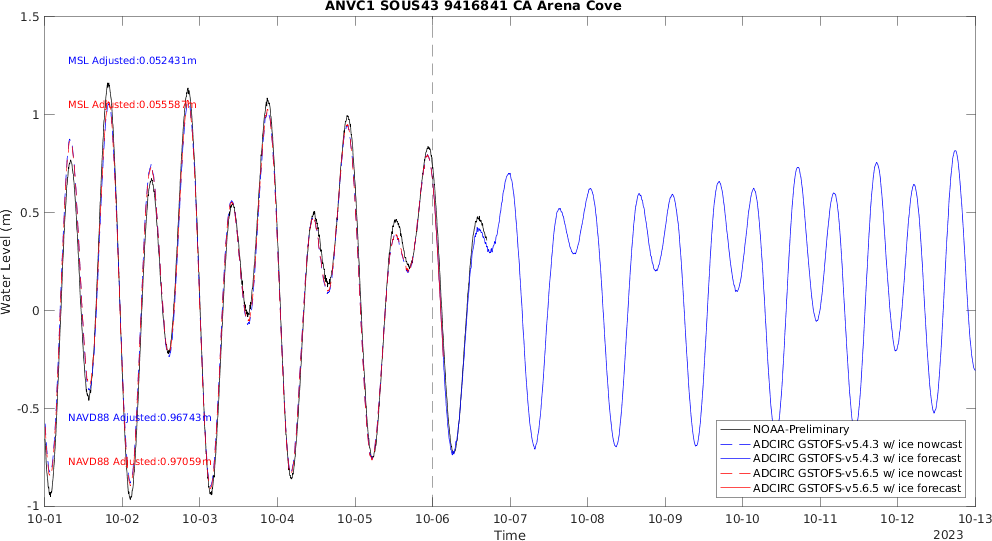 ANVC1 SOUS43 9416841 CA Arena Cove
1.5
MSL Adjusted:0.052431m
MSL Adjusted:0.055587m
1
0.5
Water Level (m)
0
-0.5
NAVD88 Adjusted:0.96743m
NAVD88 Adjusted:0.97059m
-1
NOAA-Preliminary
ADCIRC GSTOFS-v5.4.3 w/ ice nowcast
ADCIRC GSTOFS-v5.4.3 w/ ice forecast
ADCIRC GSTOFS-v5.6.5 w/ ice nowcast
ADCIRC GSTOFS-v5.6.5 w/ ice forecast
10-01 10-02 10-03 10-04 10-05 10-06 10-07 10-08 10-09 10-10 10-11 10-12 10-13
Time
2023